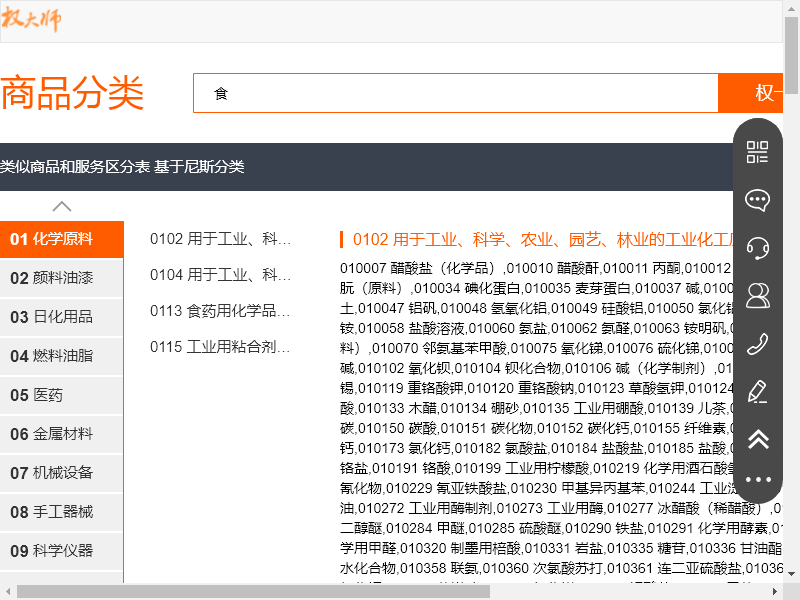 权大师
商品分类
食
权一
类似商品和服务区分表 基于尼斯分类
01 化学原料
02 颜料油漆
03 日化用品
04 燃料油脂
05 医药
06 金属材料
07 机械设备
08 手工器械
09 科学仪器
0102 用于工业、科...
0104 用于工业、科...
0113 食药用化学品...
0115 工业用粘合剂...
0102 用于工业、科学、农业、园艺、林业的工业化工
010007 醋酸盐（化学品）,010010 醋酸酐,010011 丙酮,010012
朊（原料）,010034 碘化蛋白,010035 麦芽蛋白,010037 碱,0100
土,010047 铝矾,010048 氢氧化铝,010049 硅酸铝,010050 氯化
铵,010058 盐酸溶液,010060 氨盐,010062 氨醛,010063 铵明矾,
料）,010070 邻氨基苯甲酸,010075 氧化锑,010076 硫化锑,0100
碱,010102 氧化钡,010104 钡化合物,010106 碱（化学制剂）,01
锡,010119 重铬酸钾,010120 重铬酸钠,010123 草酸氢钾,010124
酸,010133 木醋,010134 硼砂,010135 工业用硼酸,010139 儿茶,0
碳,010150 碳酸,010151 碳化物,010152 碳化钙,010155 纤维素,0
钙,010173 氯化钙,010182 氯酸盐,010184 盐酸盐,010185 盐酸,
铬盐,010191 铬酸,010199 工业用柠檬酸,010219 化学用酒石酸
氰化物,010229 氰亚铁酸盐,010230 甲基异丙基苯,010244 工业
油,010272 工业用酶制剂,010273 工业用酶,010277 冰醋酸（稀醋酸）,0
二醇醚,010284 甲醚,010285 硫酸醚,010290 铁盐,010291 化学用酵素,01
学用甲醛,010320 制墨用棓酸,010331 岩盐,010335 糖苷,010336 甘油酯
水化合物,010358 联氨,010360 次氯酸苏打,010361 连二亚硫酸盐,0103